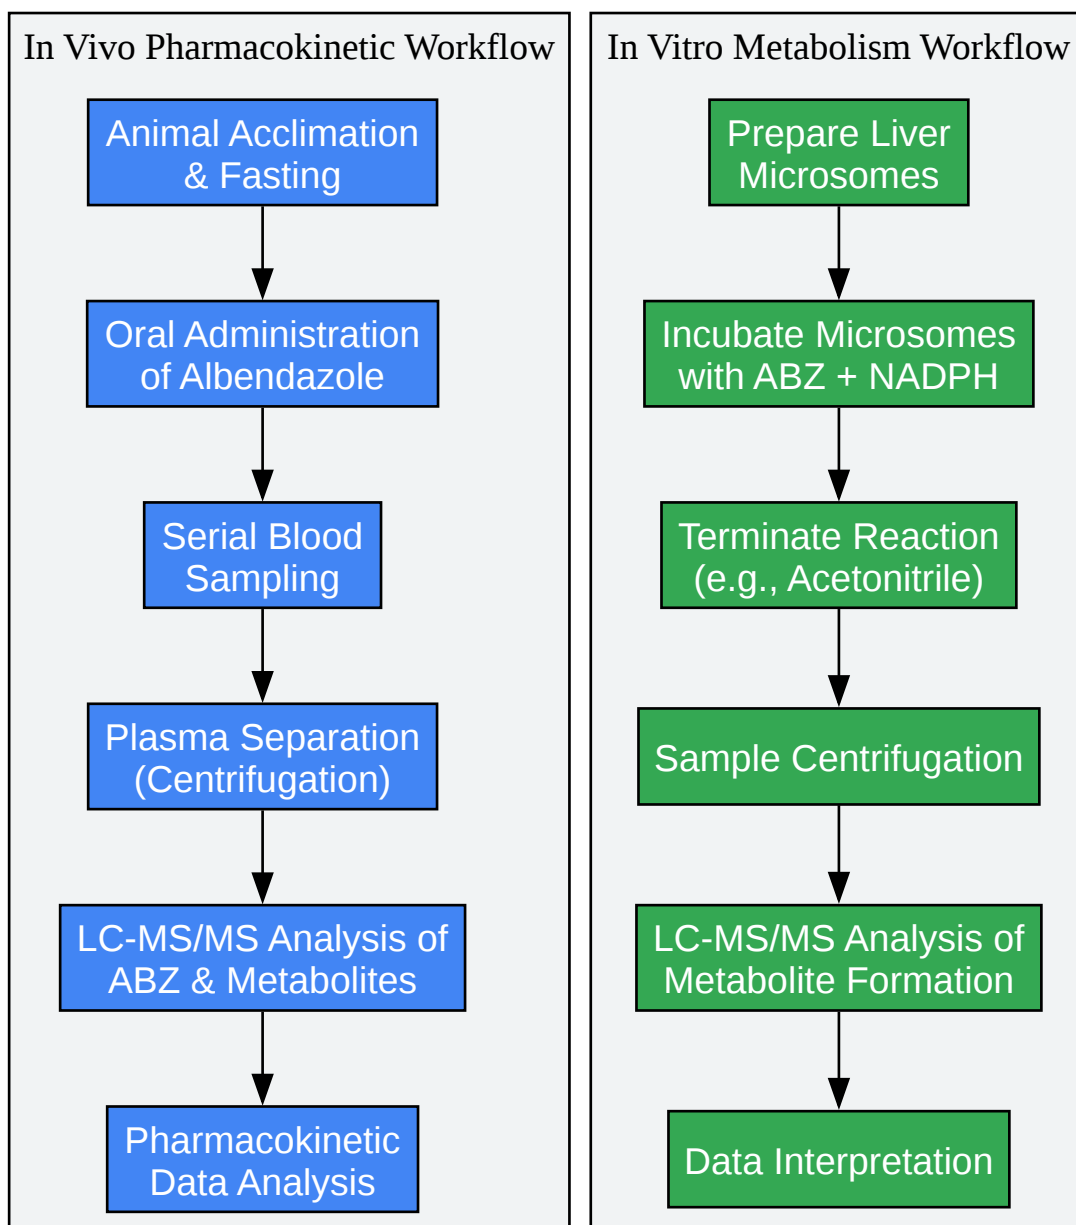 In Vivo Pharmacokinetic Workflow
Animal Acclimation
& Fasting
Oral Administration
of Albendazole
Serial Blood
Sampling
Plasma Separation
(Centrifugation)
LC-MS/MS Analysis of
ABZ & Metabolites
Pharmacokinetic
Data Analysis
In Vitro Metabolism Workflow
Prepare Liver
Microsomes
Incubate Microsomes
with ABZ + NADPH
Terminate Reaction
(e.g., Acetonitrile)
Sample Centrifugation
LC-MS/MS Analysis of
Metabolite Formation
Data Interpretation